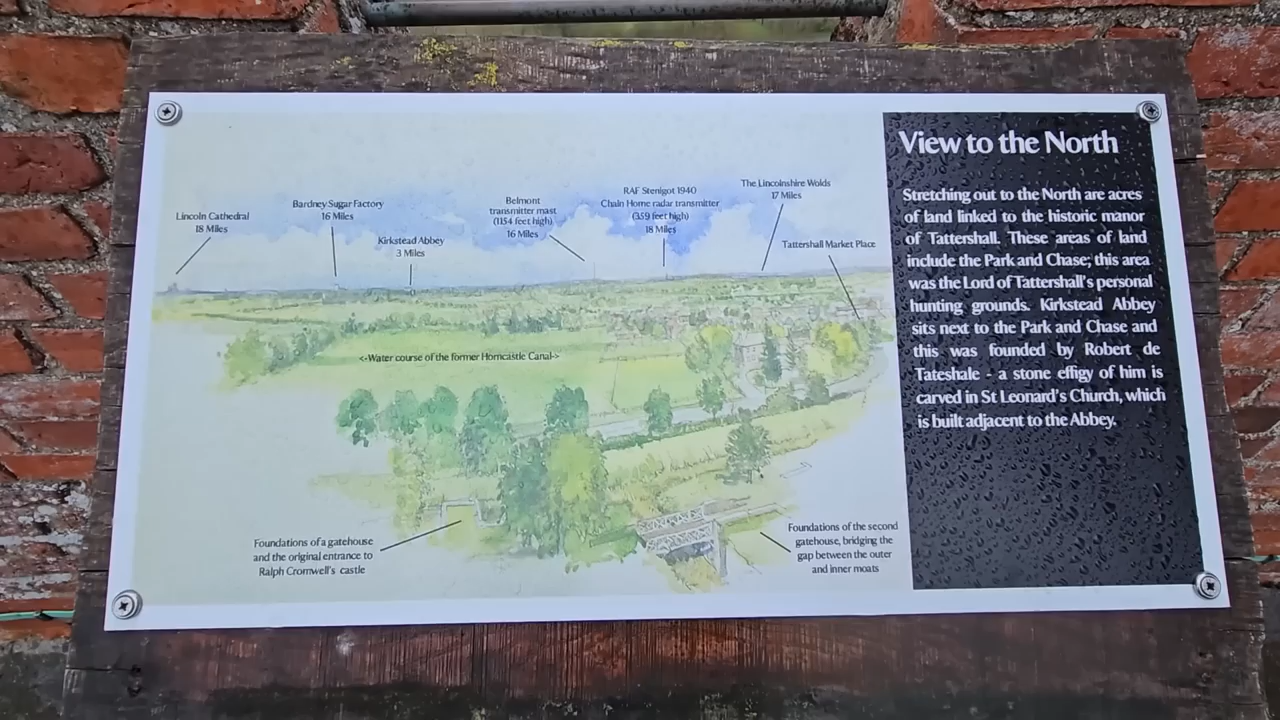 Lincoln Cathedral
18 Miles
Bardney Sugar Factory
16 Miles
Kirkstead Abbey
3 Miles
Belmont
transmitter mast
(1154 feet high)
16 Miles
RAF Stenigot 1940
Chain Home radar transmitter
(359 feet high)
18 Miles
The Lincolnshire Wolds
17 Miles
Tattershall Market Place
<-Water course of the former Horncastle Canal->
Foundations of a gatehouse
and the original entrance to
Ralph Cromwell's castle
Foundations of the second
gatehouse, bridging the
gap between the outer
and inner moats
View to the North
Stretching out to the North are acres
of land linked to the historic manor
of Tattershall. These areas of land
include the Park and Chase; this area
was the Lord of Tattershall's personal
hunting grounds. Kirkstead Abbey
sits next to the Park and Chase and
this was founded by Robert de
Tateshale - a stone effigy of him is
carved in St Leonard's Church, which
is built adjacent to the Abbey.